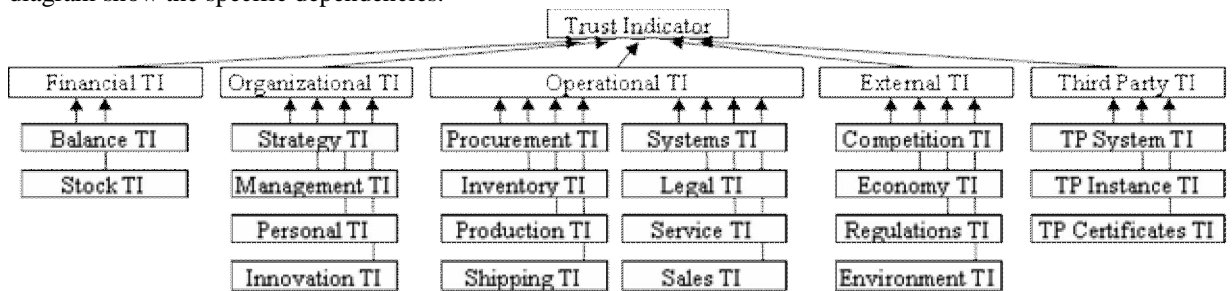 diagram show the specific dependencies.
Trust Indicator
Financial TI Organizational TI Operational TI External TI Third Party TI
Balance TI Strategy TI Procurement TI Systems TI Competition TI TP System TI
Stock TI Management TI Inventory TI Legal TI Economy TI TP Instance TI
Personal TI Production TI Service TI Regulations TI TP Certificates TI
Innovation TI Shipping TI Sales TI Environment TI